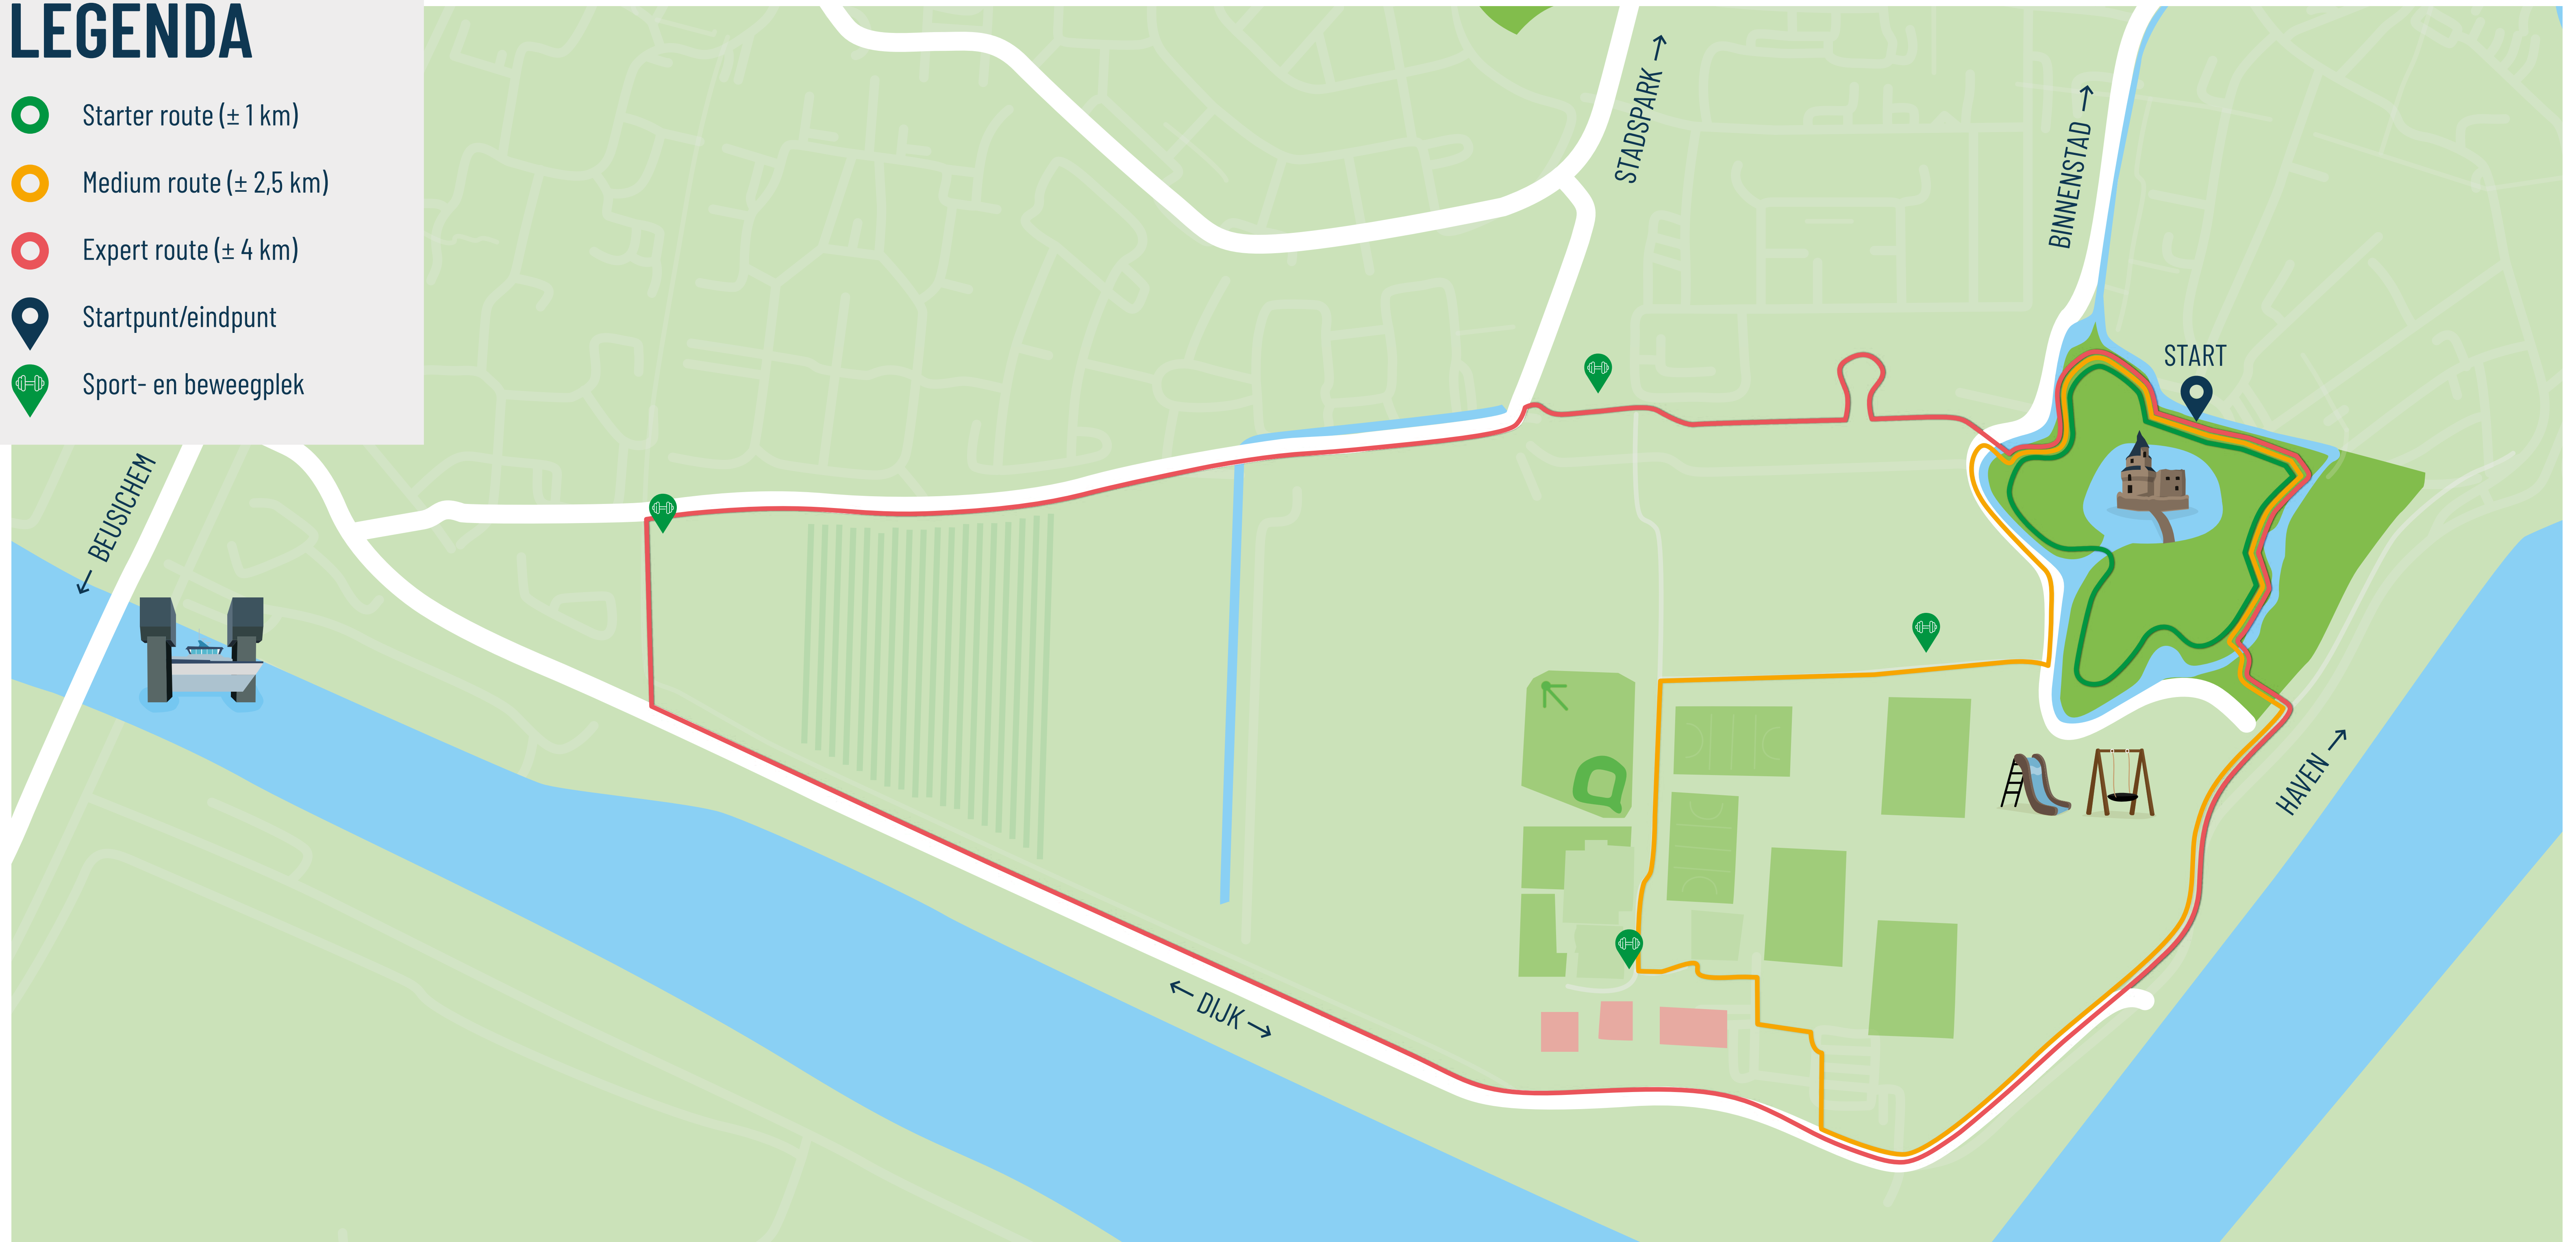 LEGENDA
Starter route (± 1 km)
Medium route (± 2,5 km)
Expert route (± 4 km)
Startpunt/eindpunt
Sport- en beweegplek
STADSPARK →
BINNENSTAD →
START
← BEUSICHEM
HAVEN →
← DIJK →